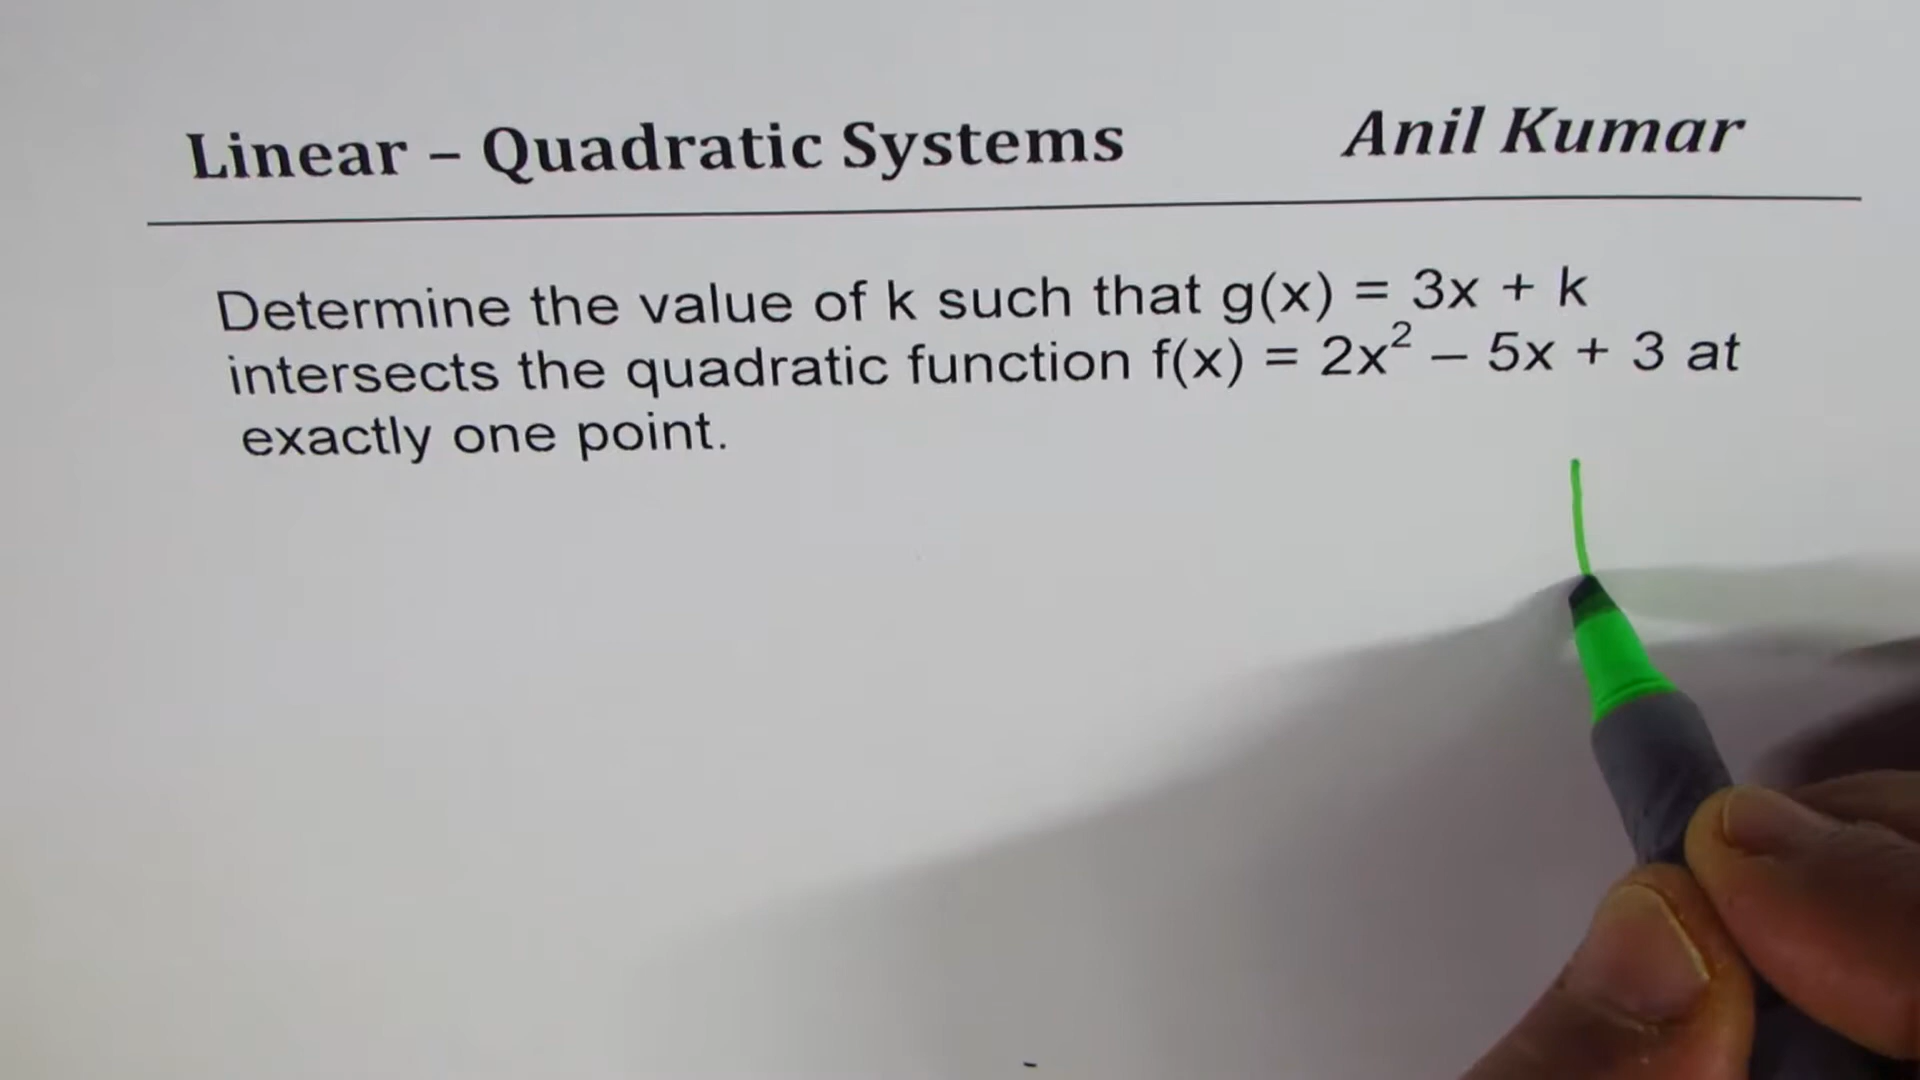 Linear – Quadratic Systems
Anil Kumar
Determine the value of k such that g(x) = 3x + k
intersects the quadratic function f(x) = 2x² – 5x + 3 at
exactly one point.